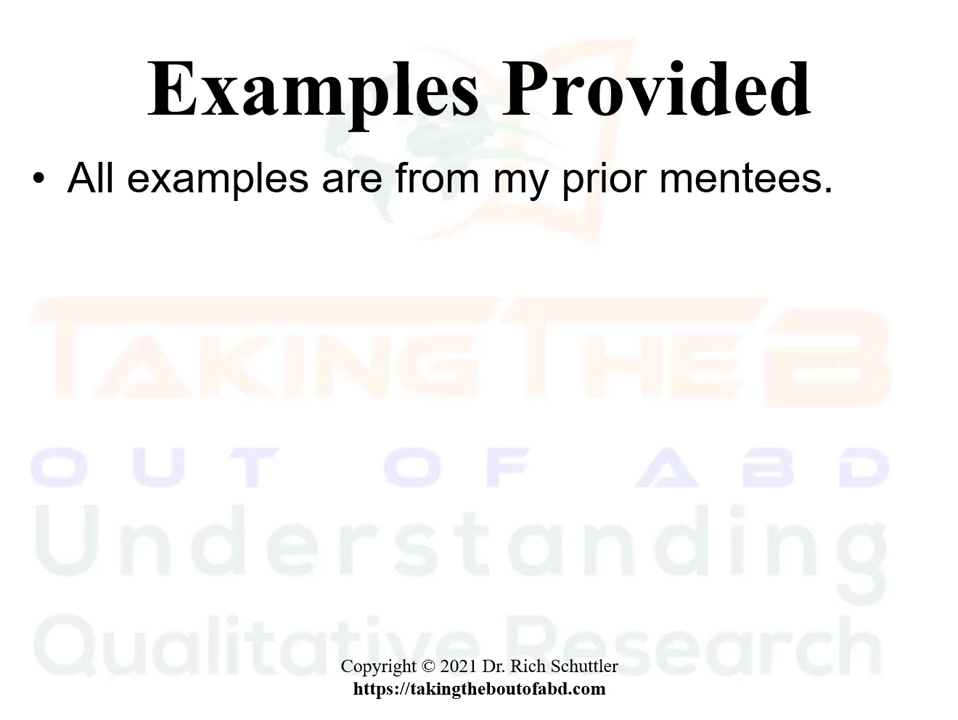 Examples Provided
• All examples are from my prior mentees.
TAKING THE B
OUT OF ABD
Understanding
Qualitative Research
Copyright © 2021 Dr. Rich Schuttler
https://takingtheboutofabd.com